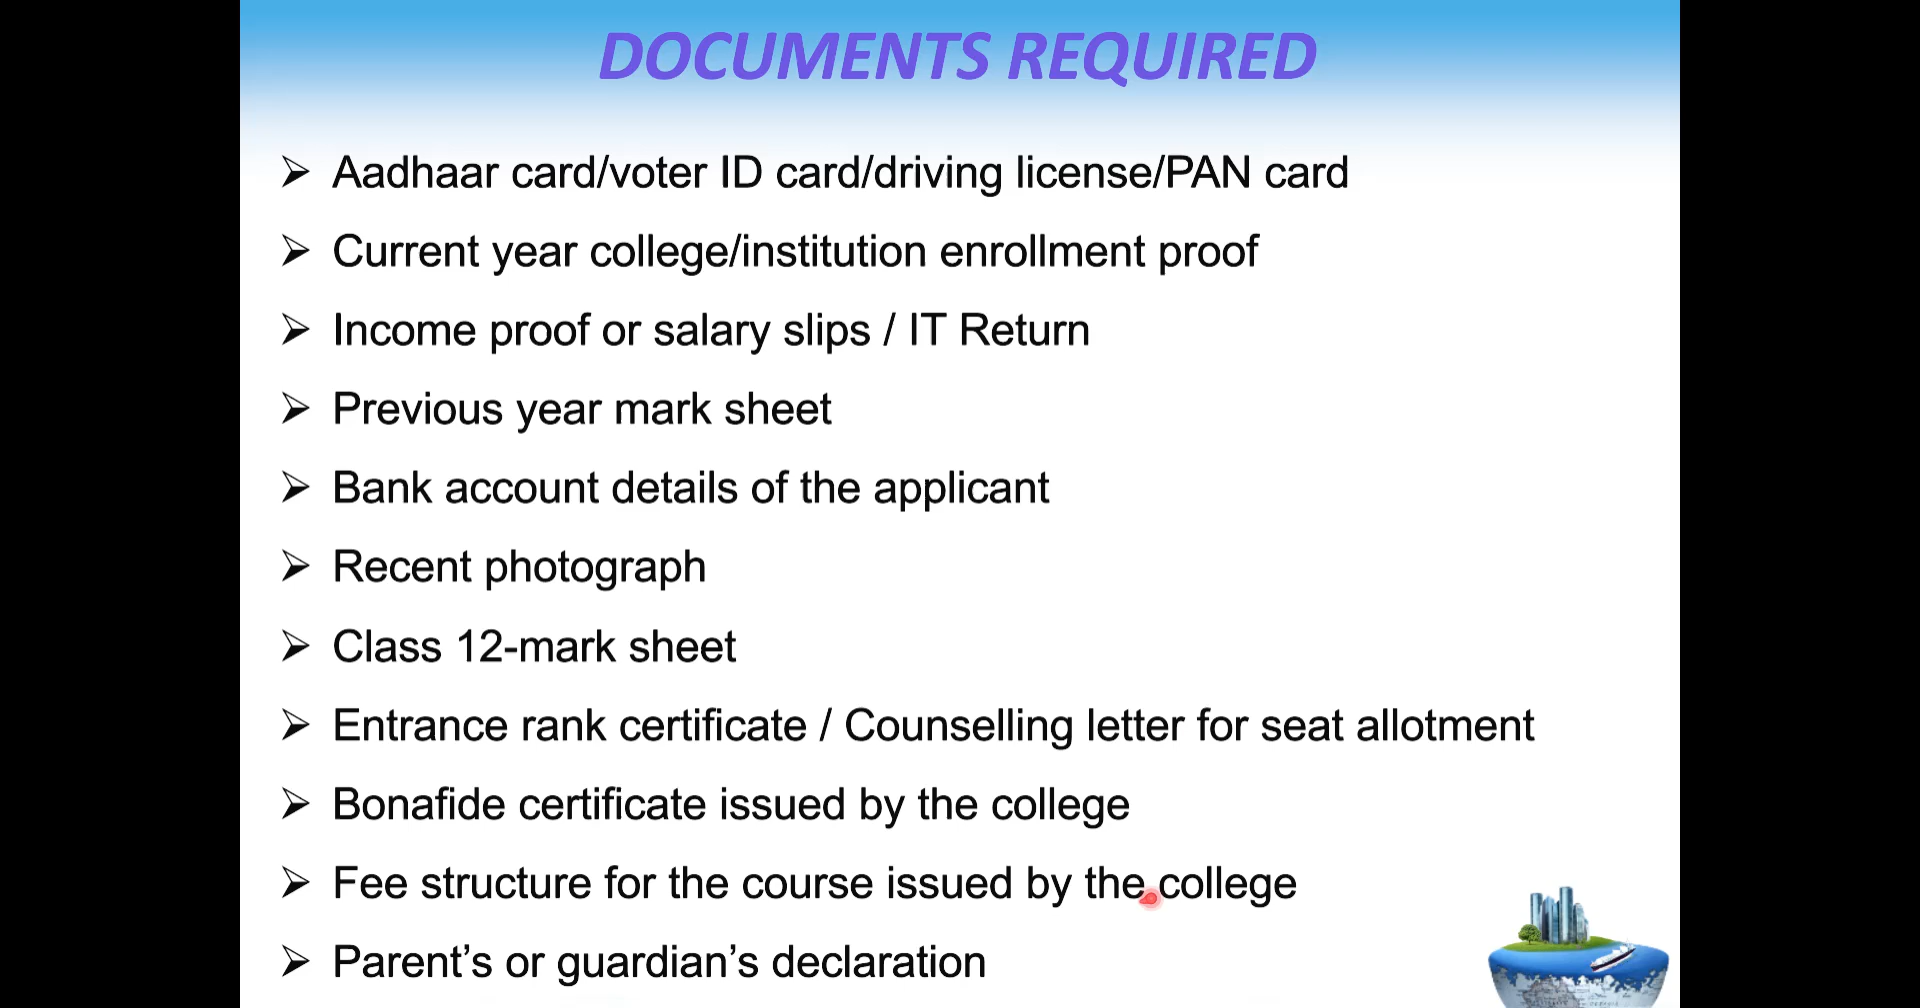 DOCUMENTS REQUIRED
➢ Aadhaar card/voter ID card/driving license/PAN card
➢ Current year college/institution enrollment proof
➢ Income proof or salary slips / IT Return
➢ Previous year mark sheet
➢ Bank account details of the applicant
➢ Recent photograph
➢ Class 12-mark sheet
➢ Entrance rank certificate / Counselling letter for seat allotment
➢ Bonafide certificate issued by the college
➢ Fee structure for the course issued by the college
➢ Parent’s or guardian’s declaration